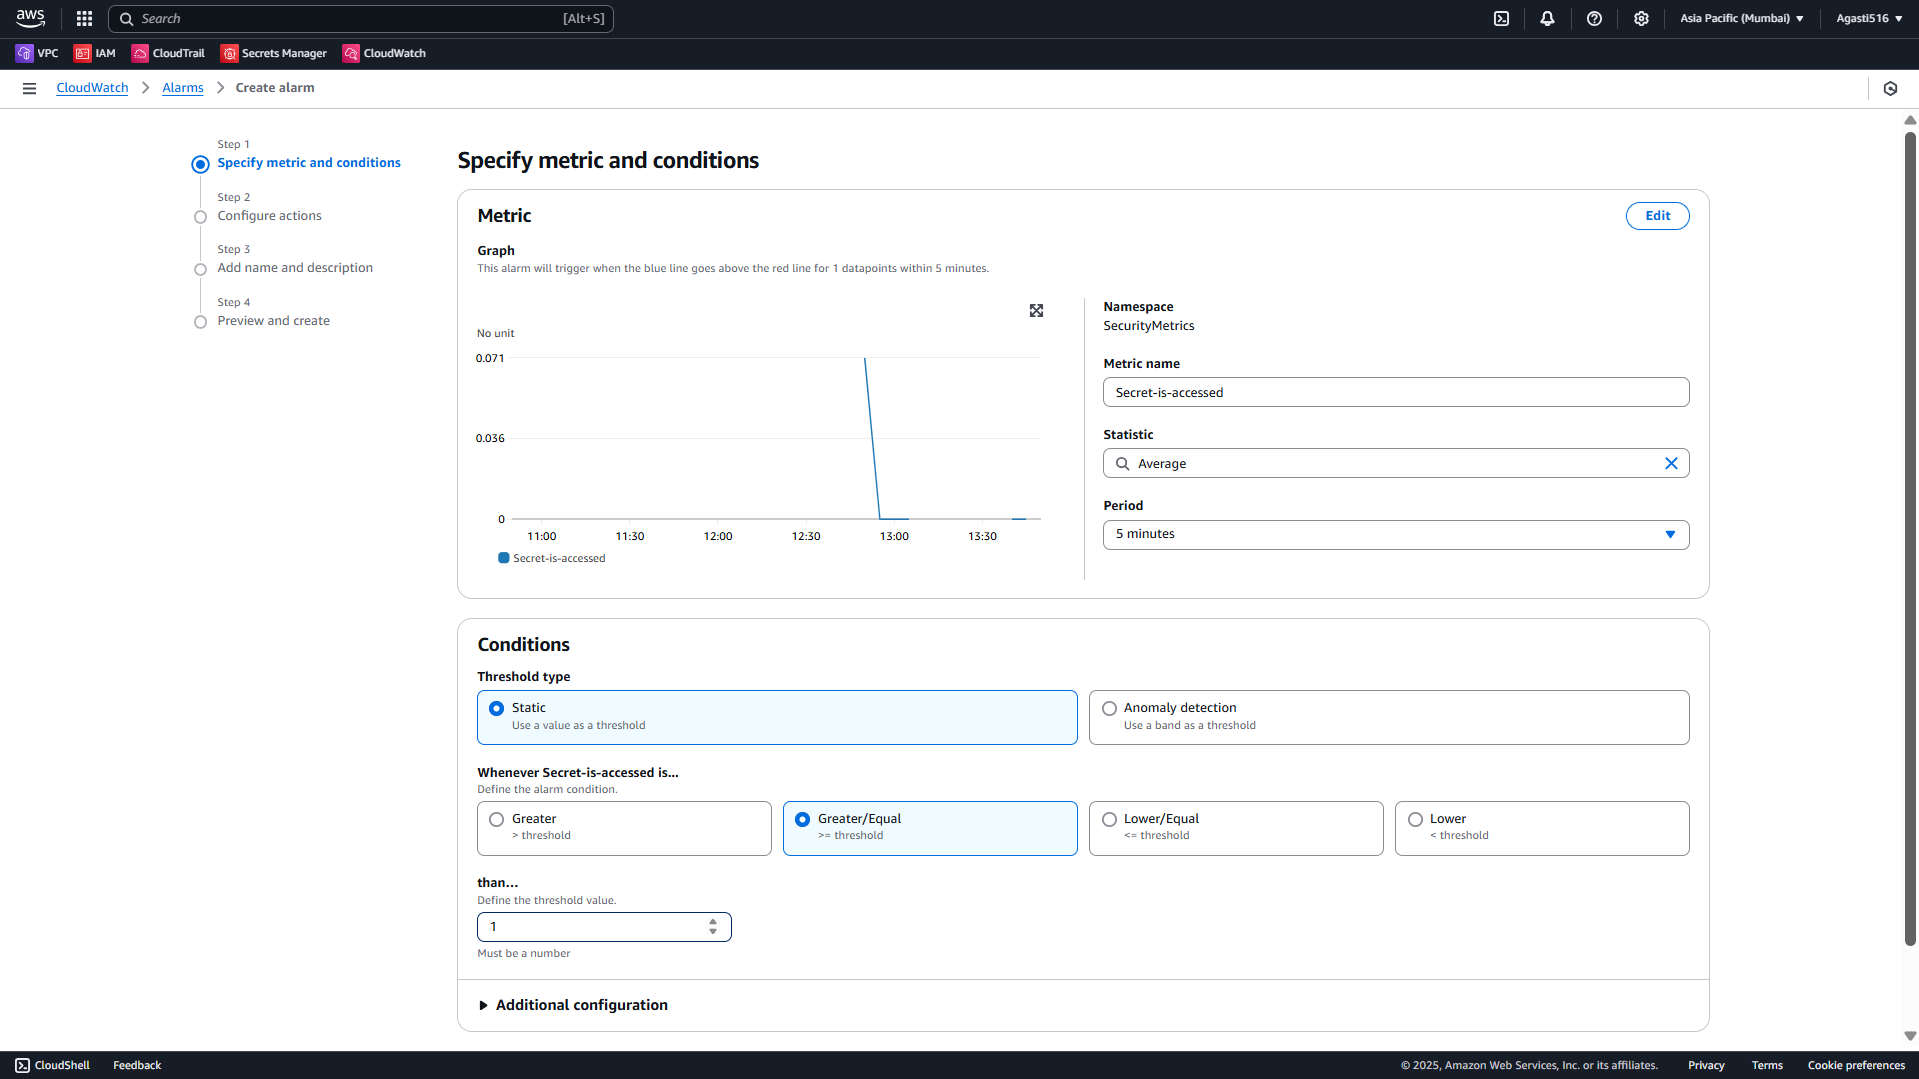 aws
Search [Alt+S]
Asia Pacific (Mumbai)
Agasti516
VPC IAM CloudTrail Secrets Manager CloudWatch
CloudWatch Alarms Create alarm
Step 1
Specify metric and conditions
Step 2
Configure actions
Step 3
Add name and description
Step 4
Preview and create
Specify metric and conditions
Metric
Edit
Graph
This alarm will trigger when the blue line goes above the red line for 1 datapoints within 5 minutes.
No unit
0.071
0.036
0
11:00 11:30 12:00 12:30 13:00 13:30
Secret-is-accessed
Namespace
SecurityMetrics
Metric name
Secret-is-accessed
Statistic
Average
Period
5 minutes
Conditions
Threshold type
Static
Use a value as a threshold
Anomaly detection
Use a band as a threshold
Whenever Secret-is-accessed is...
Define the alarm condition.
Greater
> threshold
Greater/Equal
>= threshold
Lower/Equal
<= threshold
Lower
< threshold
than...
Define the threshold value.
1
Must be a number
Additional configuration
CloudShell Feedback
© 2025, Amazon Web Services, Inc. or its affiliates. Privacy Terms Cookie preferences